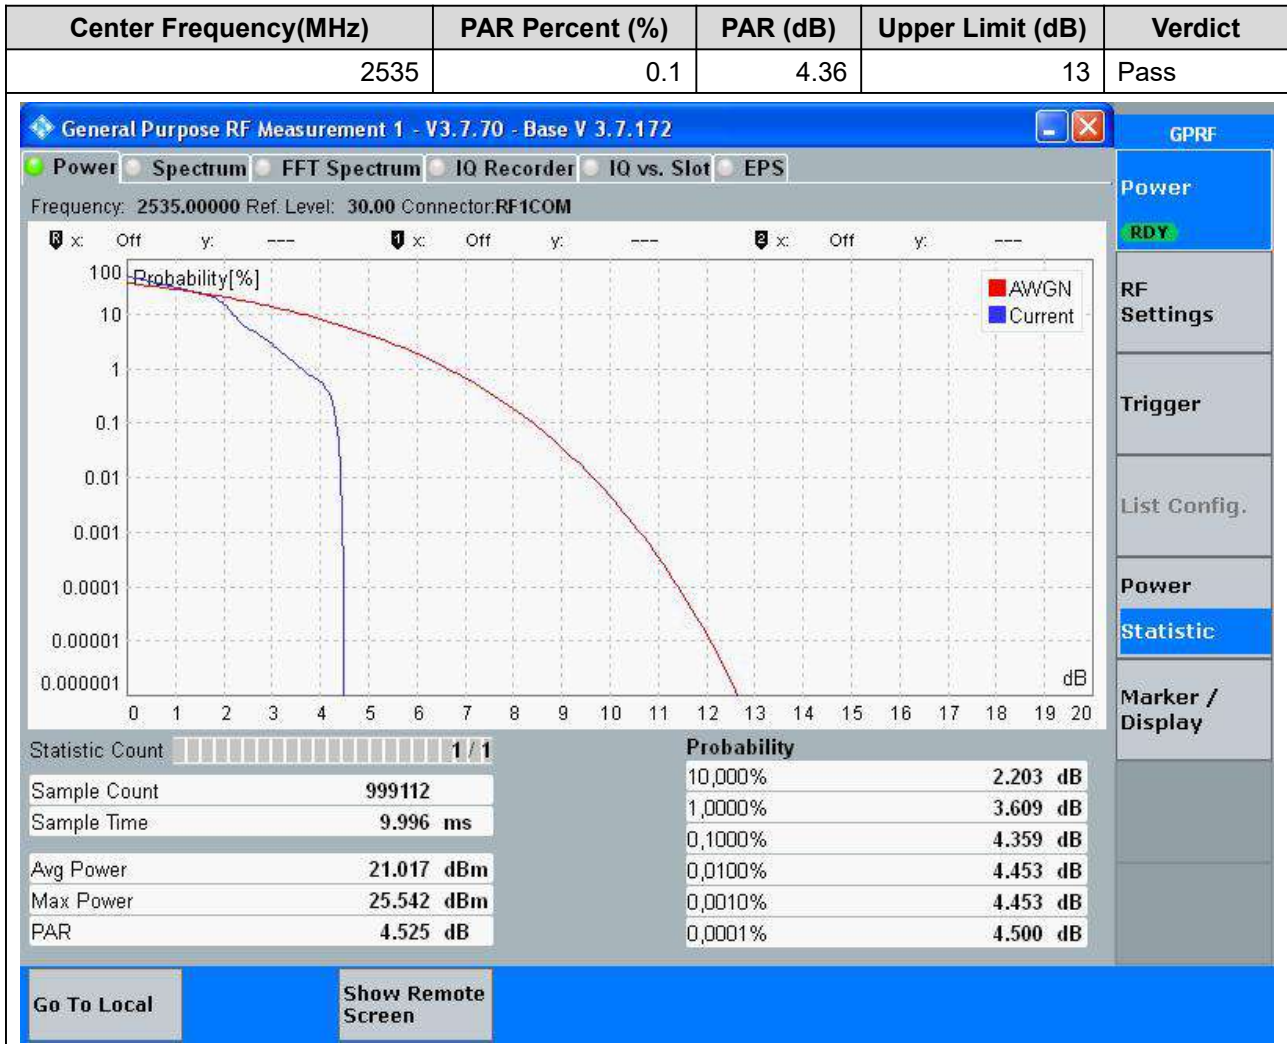 Center Frequency(MHz) PAR Percent (%) PAR (dB) Upper Limit (dB) Verdict
2535 0.1 4.36 13 Pass
General Purpose RF Measurement 1 - V3.7.70 - Base V 3.7.172
GPRF
Power Spectrum FFT Spectrum IQ Recorder IQ vs. Slot EPS
Power
RDY
Frequency: 2535.00000 Ref. Level: 30.00 Connector:RF1COM
R x: Off y: --- 1 x: Off y: --- 2 x: Off y: ---
Probability[%]
AWGN
Current
100
10
1
0.1
0.01
0.001
0.0001
0.00001
0.000001
dB
0 1 2 3 4 5 6 7 8 9 10 11 12 13 14 15 16 17 18 19 20
RF
Settings
Trigger
List Config.
Power
Statistic
Marker /
Display
Statistic Count 1 / 1
Sample Count 999112
Sample Time 9.996 ms
Avg Power 21.017 dBm
Max Power 25.542 dBm
PAR 4.525 dB
Probability
10,000% 2.203 dB
1,0000% 3.609 dB
0,1000% 4.359 dB
0,0100% 4.453 dB
0,0010% 4.453 dB
0,0001% 4.500 dB
Go To Local
Show Remote
Screen